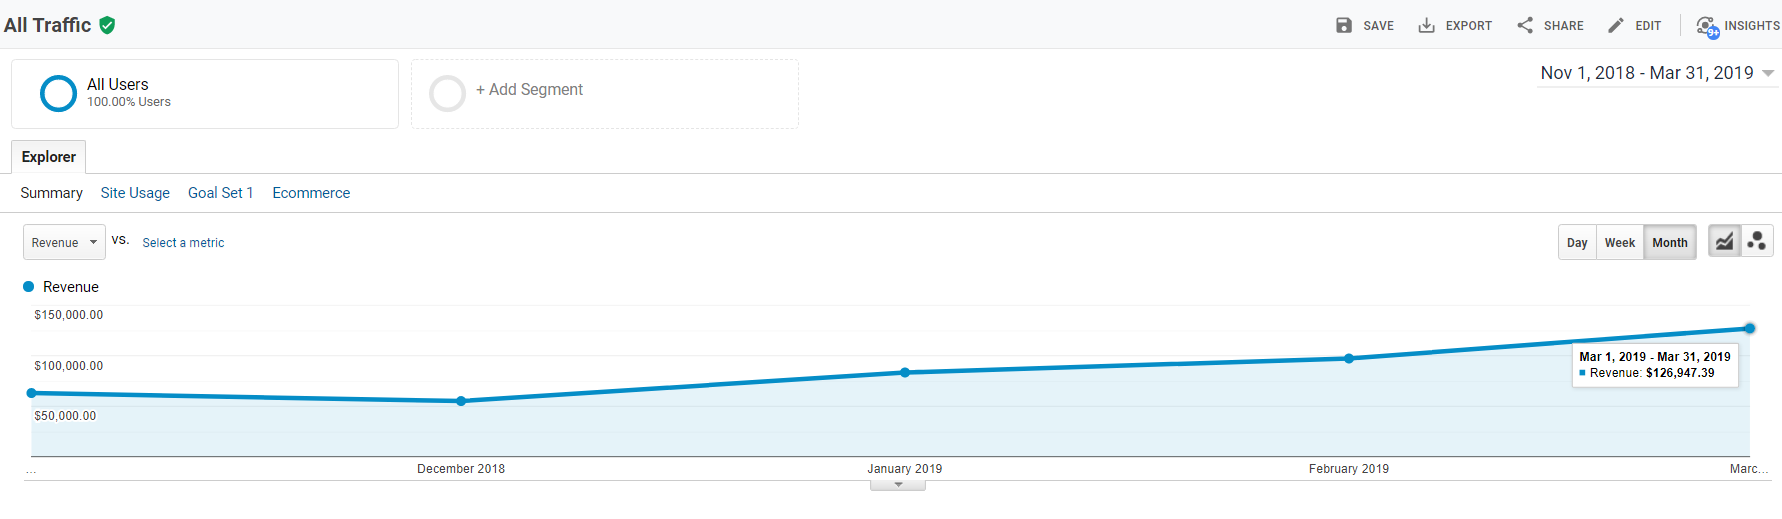 All Traffic
SAVE
EXPORT
SHARE
EDIT
9+
INSIGHTS
All Users
100.00% Users
+ Add Segment
Nov 1, 2018 - Mar 31, 2019
Explorer
Summary
Site Usage
Goal Set 1
Ecommerce
Revenue
VS.
Select a metric
Day
Week
Month
Revenue
$150,000.00
$100,000.00
$50,000.00
Mar 1, 2019 - Mar 31, 2019
Revenue: $126,947.39
...
December 2018
January 2019
February 2019
Marc...